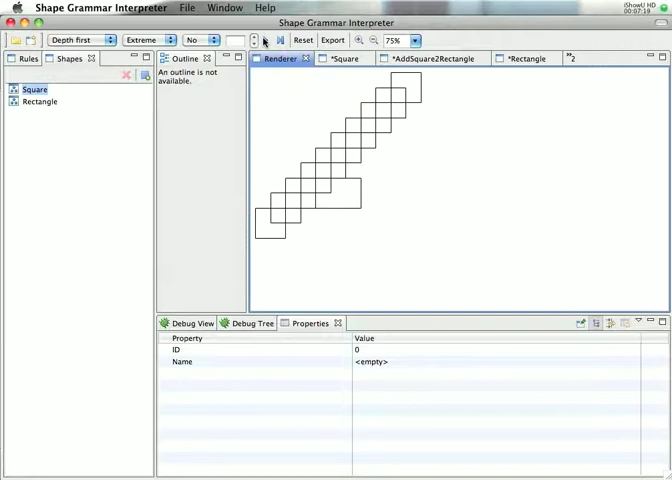 Shape Grammar Interpreter File Window Help
iShowU HD
00:07:19
Shape Grammar Interpreter
Depth first Extreme No Reset Export 75%
Rules Shapes Outline Renderer *Square *AddSquare2Rectangle *Rectangle »2
An outline is not
available.
Square
Rectangle
Debug View Debug Tree Properties
Property Value
ID 0
Name <empty>